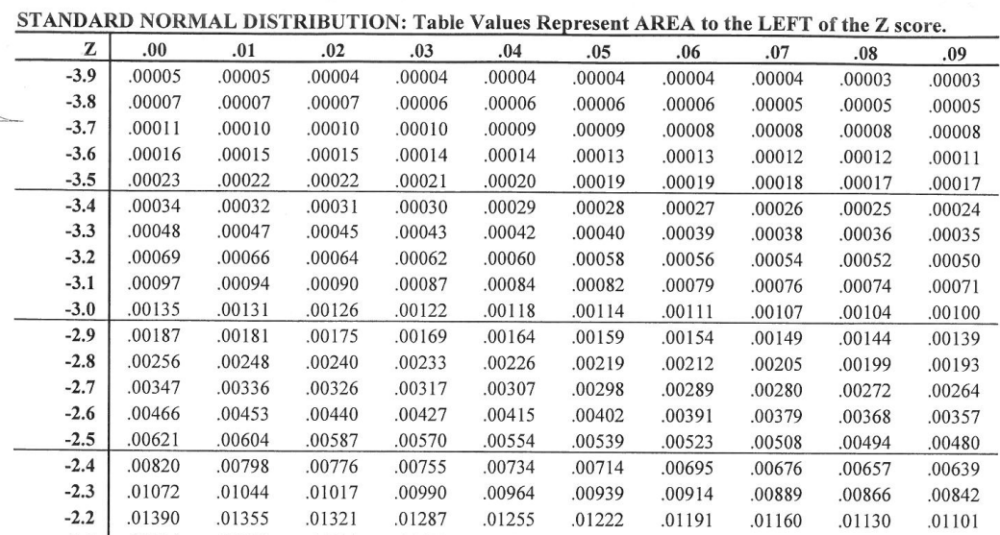 STANDARD NORMAL DISTRIBUTION: Table Values Represent AREA to the LEFT of the Z score.
Z .00 .01 .02 .03 .04 .05 .06 .07 .08 .09
-3.9 .00005 .00005 .00004 .00004 .00004 .00004 .00004 .00004 .00003 .00003
-3.8 .00007 .00007 .00007 .00006 .00006 .00006 .00006 .00005 .00005 .00005
-3.7 .00011 .00010 .00010 .00010 .00009 .00009 .00008 .00008 .00008 .00008
-3.6 .00016 .00015 .00015 .00014 .00014 .00013 .00013 .00012 .00012 .00011
-3.5 .00023 .00022 .00022 .00021 .00020 .00019 .00019 .00018 .00017 .00017
-3.4 .00034 .00032 .00031 .00030 .00029 .00028 .00027 .00026 .00025 .00024
-3.3 .00048 .00047 .00045 .00043 .00042 .00040 .00039 .00038 .00036 .00035
-3.2 .00069 .00066 .00064 .00062 .00060 .00058 .00056 .00054 .00052 .00050
-3.1 .00097 .00094 .00090 .00087 .00084 .00082 .00079 .00076 .00074 .00071
-3.0 .00135 .00131 .00126 .00122 .00118 .00114 .00111 .00107 .00104 .00100
-2.9 .00187 .00181 .00175 .00169 .00164 .00159 .00154 .00149 .00144 .00139
-2.8 .00256 .00248 .00240 .00233 .00226 .00219 .00212 .00205 .00199 .00193
-2.7 .00347 .00336 .00326 .00317 .00307 .00298 .00289 .00280 .00272 .00264
-2.6 .00466 .00453 .00440 .00427 .00415 .00402 .00391 .00379 .00368 .00357
-2.5 .00621 .00604 .00587 .00570 .00554 .00539 .00523 .00508 .00494 .00480
-2.4 .00820 .00798 .00776 .00755 .00734 .00714 .00695 .00676 .00657 .00639
-2.3 .01072 .01044 .01017 .00990 .00964 .00939 .00914 .00889 .00866 .00842
-2.2 .01390 .01355 .01321 .01287 .01255 .01222 .01191 .01160 .01130 .01101